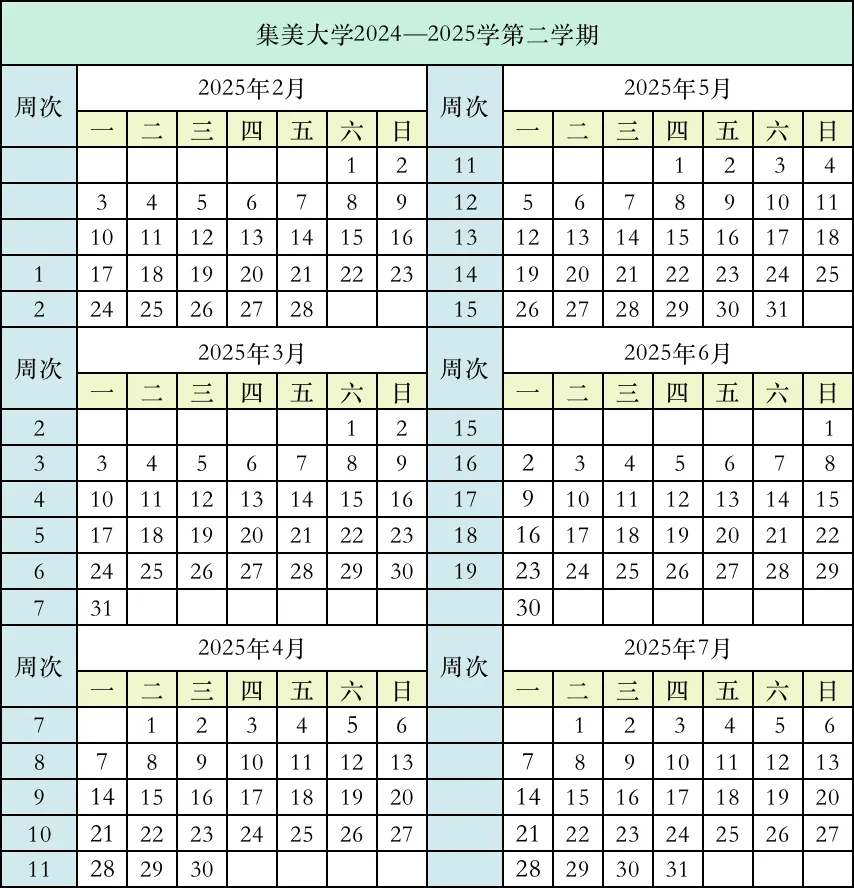 集美大学2024—2025学第二学期
周次 2025年2月 周次 2025年5月
一 二 三 四 五 六 日 一 二 三 四 五 六 日
1 2 11 1 2 3 4
3 4 5 6 7 8 9 12 5 6 7 8 9 10 11
10 11 12 13 14 15 16 13 12 13 14 15 16 17 18
1 17 18 19 20 21 22 23 14 19 20 21 22 23 24 25
2 24 25 26 27 28 15 26 27 28 29 30 31
周次 2025年3月 周次 2025年6月
一 二 三 四 五 六 日 一 二 三 四 五 六 日
2 1 2 15 1
3 3 4 5 6 7 8 9 16 2 3 4 5 6 7 8
4 10 11 12 13 14 15 16 17 9 10 11 12 13 14 15
5 17 18 19 20 21 22 23 18 16 17 18 19 20 21 22
6 24 25 26 27 28 29 30 19 23 24 25 26 27 28 29
7 31 30
周次 2025年4月 周次 2025年7月
一 二 三 四 五 六 日 一 二 三 四 五 六 日
7 1 2 3 4 5 6 1 2 3 4 5 6
8 7 8 9 10 11 12 13 7 8 9 10 11 12 13
9 14 15 16 17 18 19 20 14 15 16 17 18 19 20
10 21 22 23 24 25 26 27 21 22 23 24 25 26 27
11 28 29 30 28 29 30 31